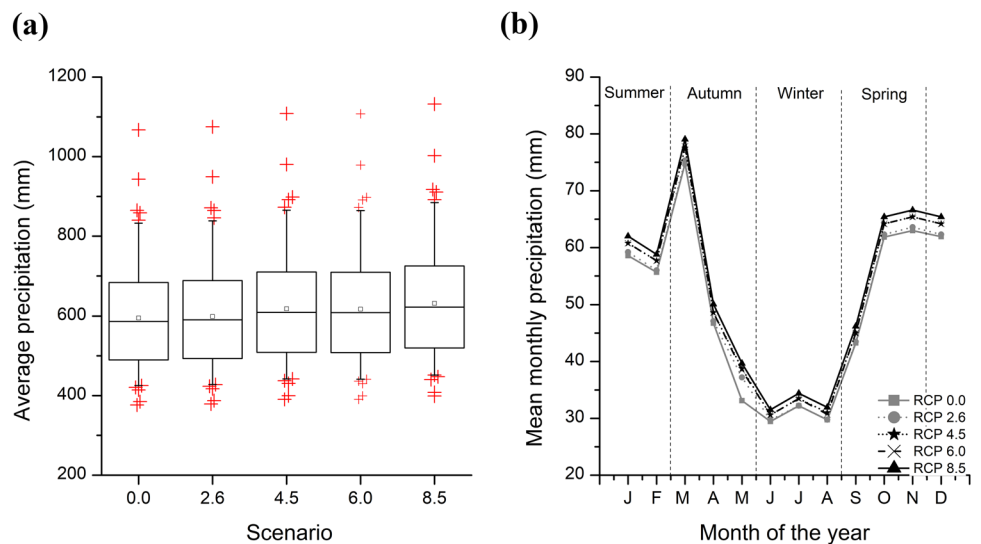 (a)
1200
1000
800
600
400
200
Average precipitation (mm)
0.0 2.6 4.5 6.0 8.5
Scenario
(b)
90
80
70
60
50
40
30
20
Mean monthly precipitation (mm)
Summer Autumn Winter Spring
RCP 0.0
RCP 2.6
RCP 4.5
RCP 6.0
RCP 8.5
J F M A M J J A S O N D
Month of the year